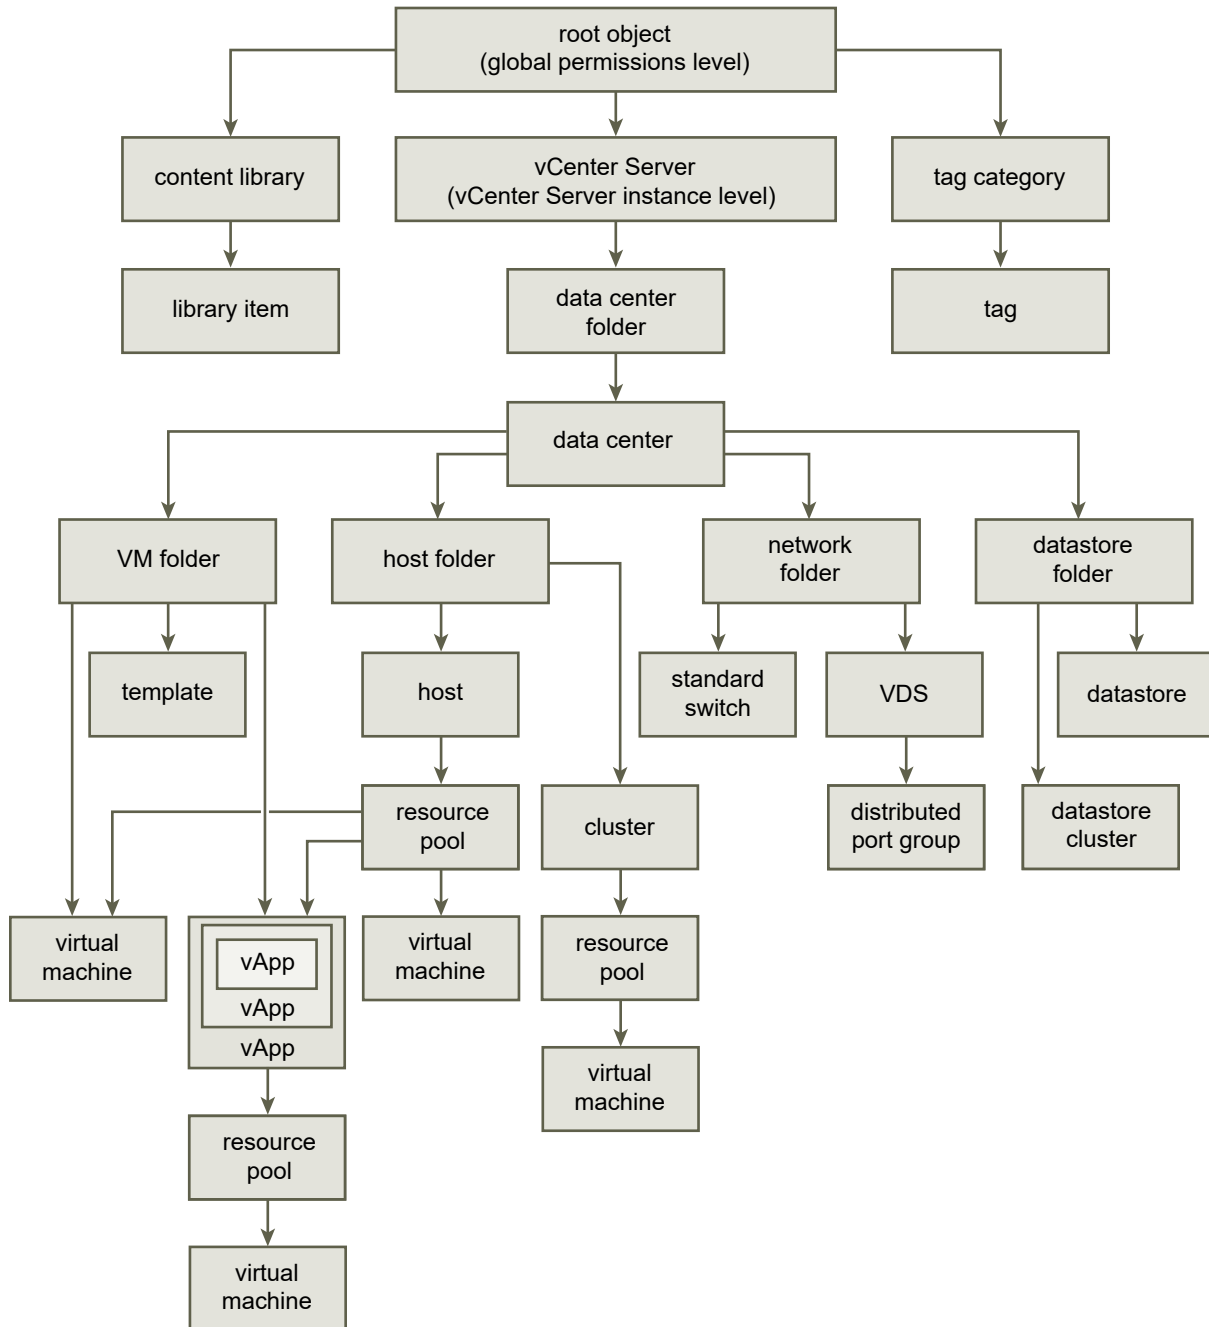 root object
(global permissions level)
content library
vCenter Server
(vCenter Server instance level)
tag category
library item
data center
folder
tag
data center
VM folder
host folder
network
folder
datastore
folder
template
host
standard
switch
VDS
datastore
resource
pool
cluster
distributed
port group
datastore
cluster
virtual
machine
vApp
vApp
vApp
virtual
machine
resource
pool
virtual
machine
resource
pool
virtual
machine